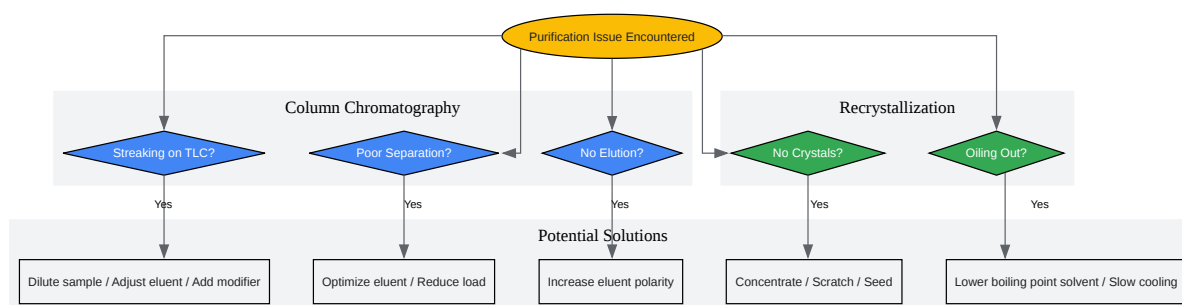 Purification Issue Encountered
Column Chromatography
Recrystallization
Streaking on TLC?
Poor Separation?
No Elution?
No Crystals?
Oiling Out?
Yes
Yes
Yes
Yes
Yes
Potential Solutions
Dilute sample / Adjust eluent / Add modifier
Optimize eluent / Reduce load
Increase eluent polarity
Concentrate / Scratch / Seed
Lower boiling point solvent / Slow cooling